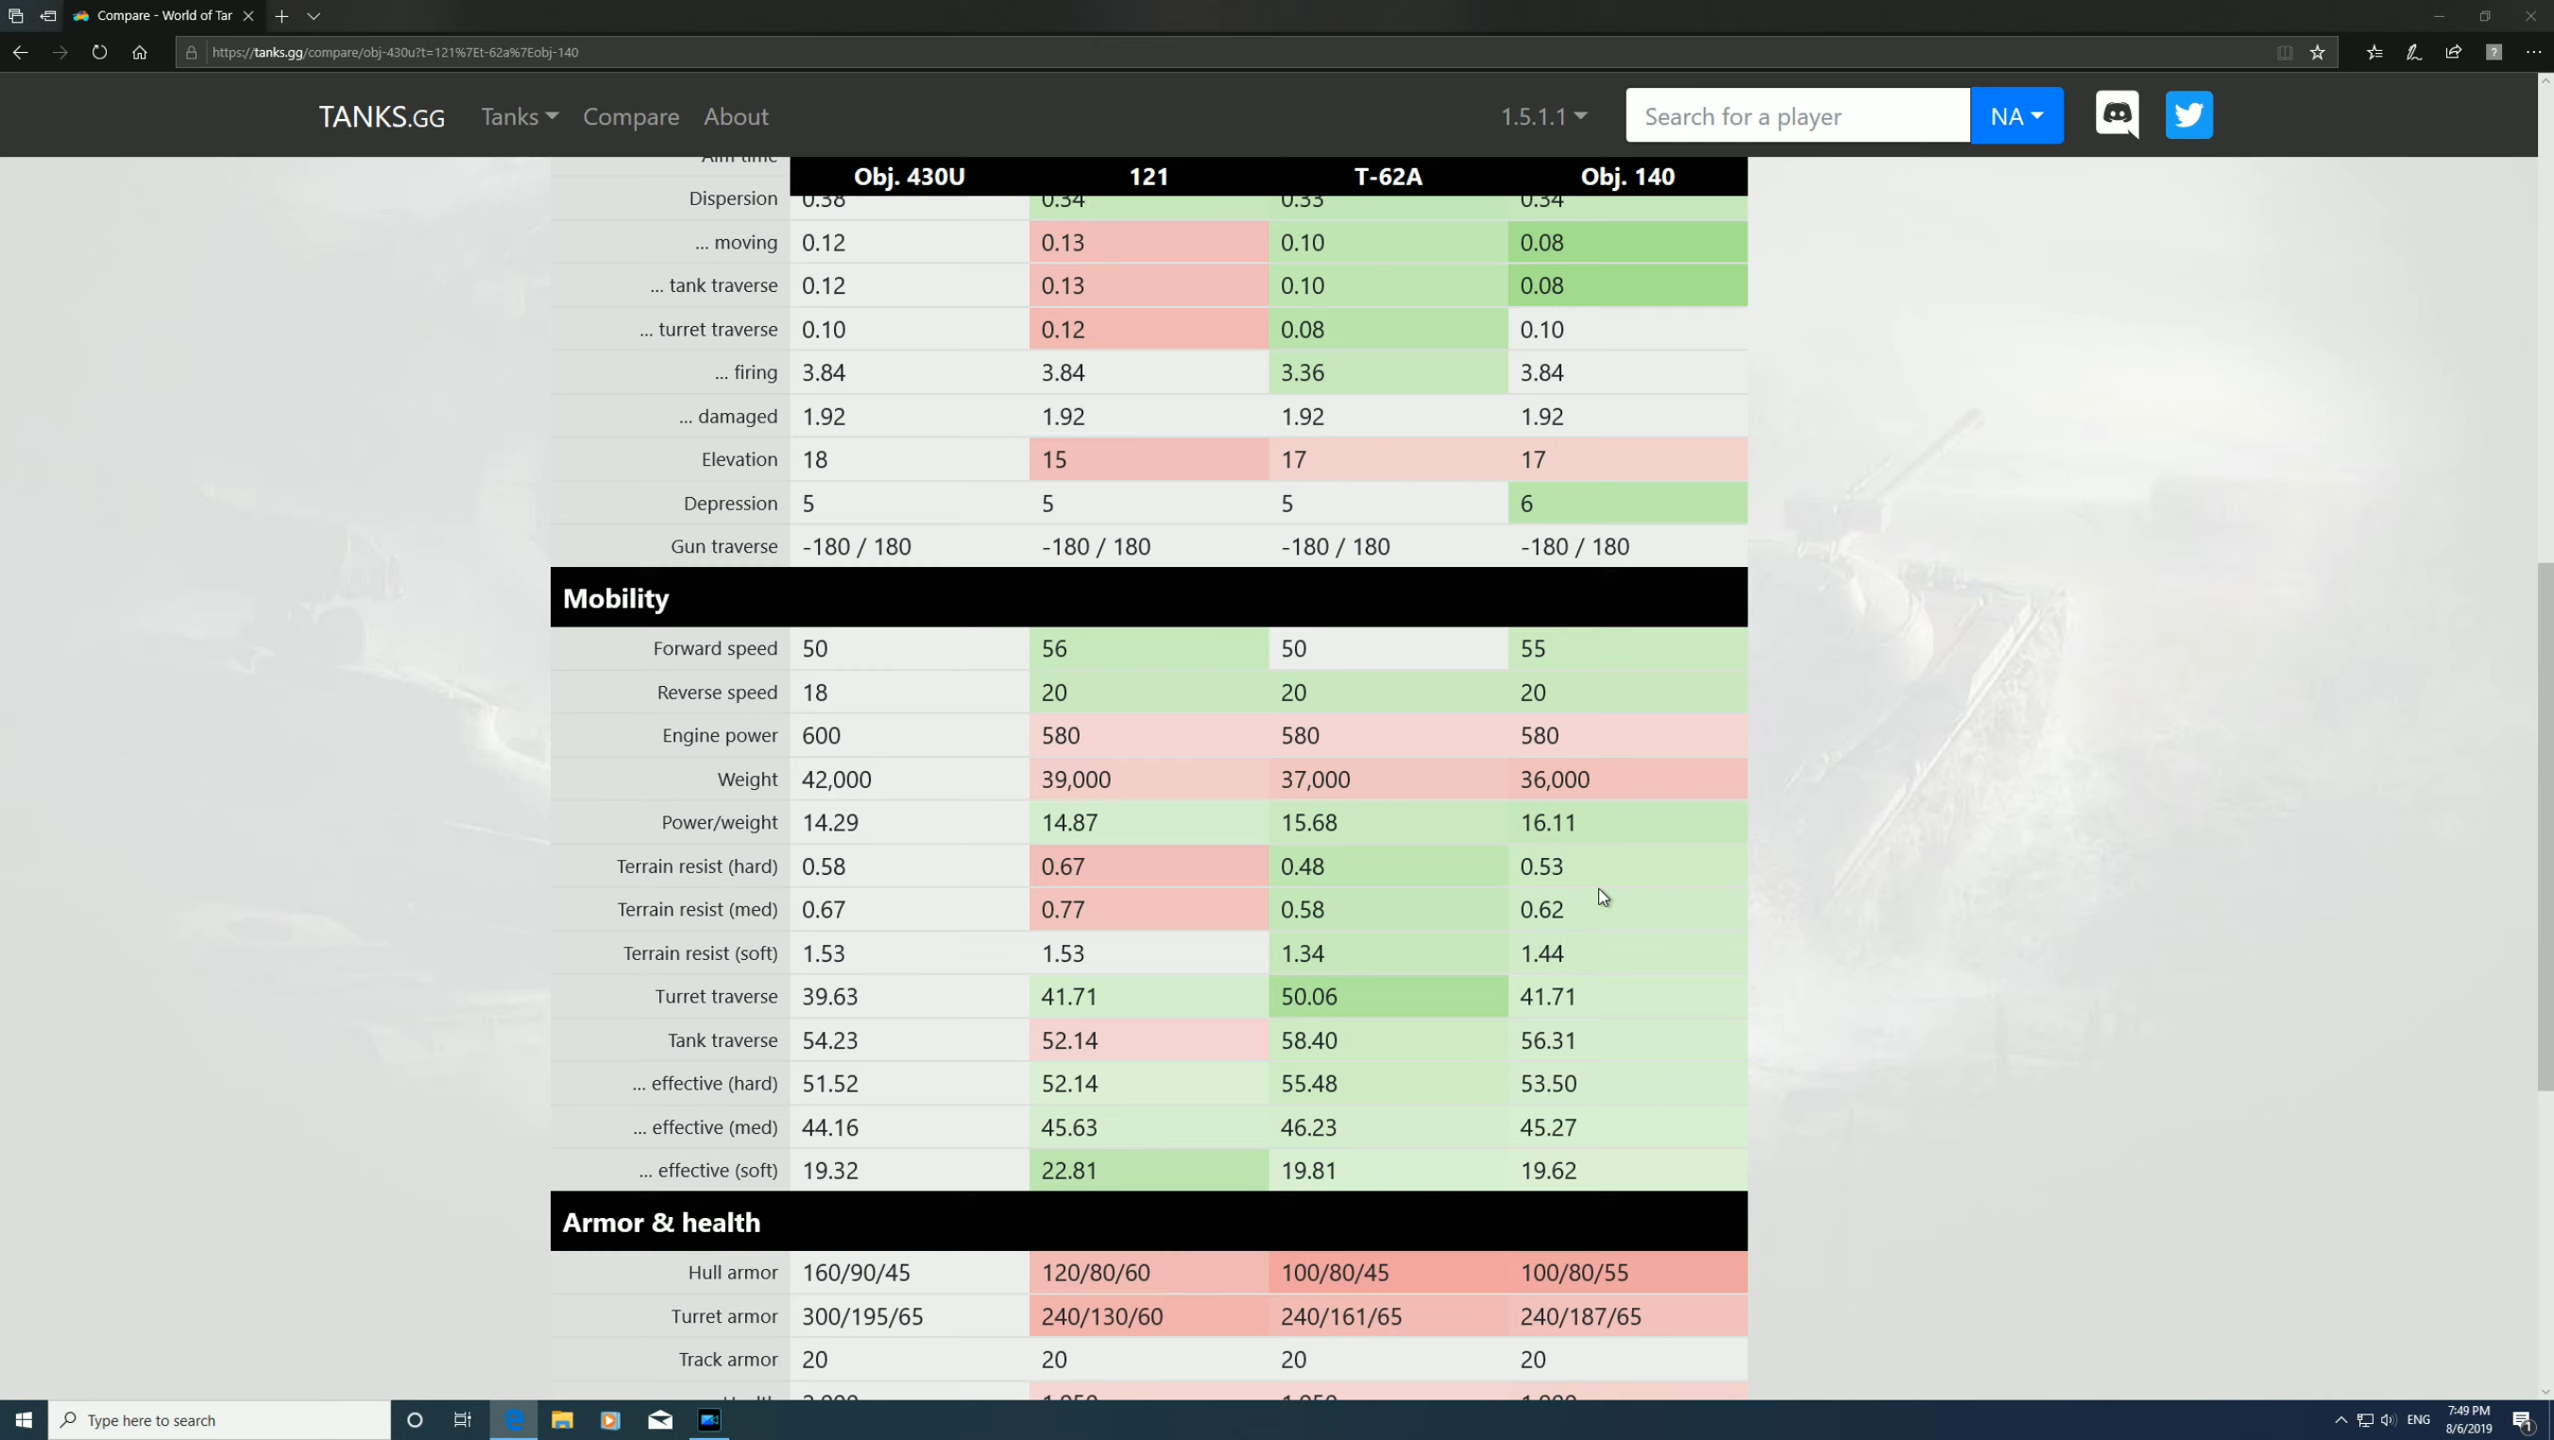 Compare - World of Tar
https://tanks.gg/compare/obj-430u?t=121%7Et-62a%7Eobj-140
TANKS.GG Tanks Compare About 1.5.1.1 Search for a player NA
Aim time
Obj. 430U 121 T-62A Obj. 140
Dispersion 0.38 0.34 0.33 0.34
... moving 0.12 0.13 0.10 0.08
... tank traverse 0.12 0.13 0.10 0.08
... turret traverse 0.10 0.12 0.08 0.10
... firing 3.84 3.84 3.36 3.84
... damaged 1.92 1.92 1.92 1.92
Elevation 18 15 17 17
Depression 5 5 5 6
Gun traverse -180 / 180 -180 / 180 -180 / 180 -180 / 180
Mobility
Forward speed 50 56 50 55
Reverse speed 18 20 20 20
Engine power 600 580 580 580
Weight 42,000 39,000 37,000 36,000
Power/weight 14.29 14.87 15.68 16.11
Terrain resist (hard) 0.58 0.67 0.48 0.53
Terrain resist (med) 0.67 0.77 0.58 0.62
Terrain resist (soft) 1.53 1.53 1.34 1.44
Turret traverse 39.63 41.71 50.06 41.71
Tank traverse 54.23 52.14 58.40 56.31
... effective (hard) 51.52 52.14 55.48 53.50
... effective (med) 44.16 45.63 46.23 45.27
... effective (soft) 19.32 22.81 19.81 19.62
Armor & health
Hull armor 160/90/45 120/80/60 100/80/45 100/80/55
Turret armor 300/195/65 240/130/60 240/161/65 240/187/65
Track armor 20 20 20 20
Type here to search
ENG
7:49 PM
8/6/2019
1